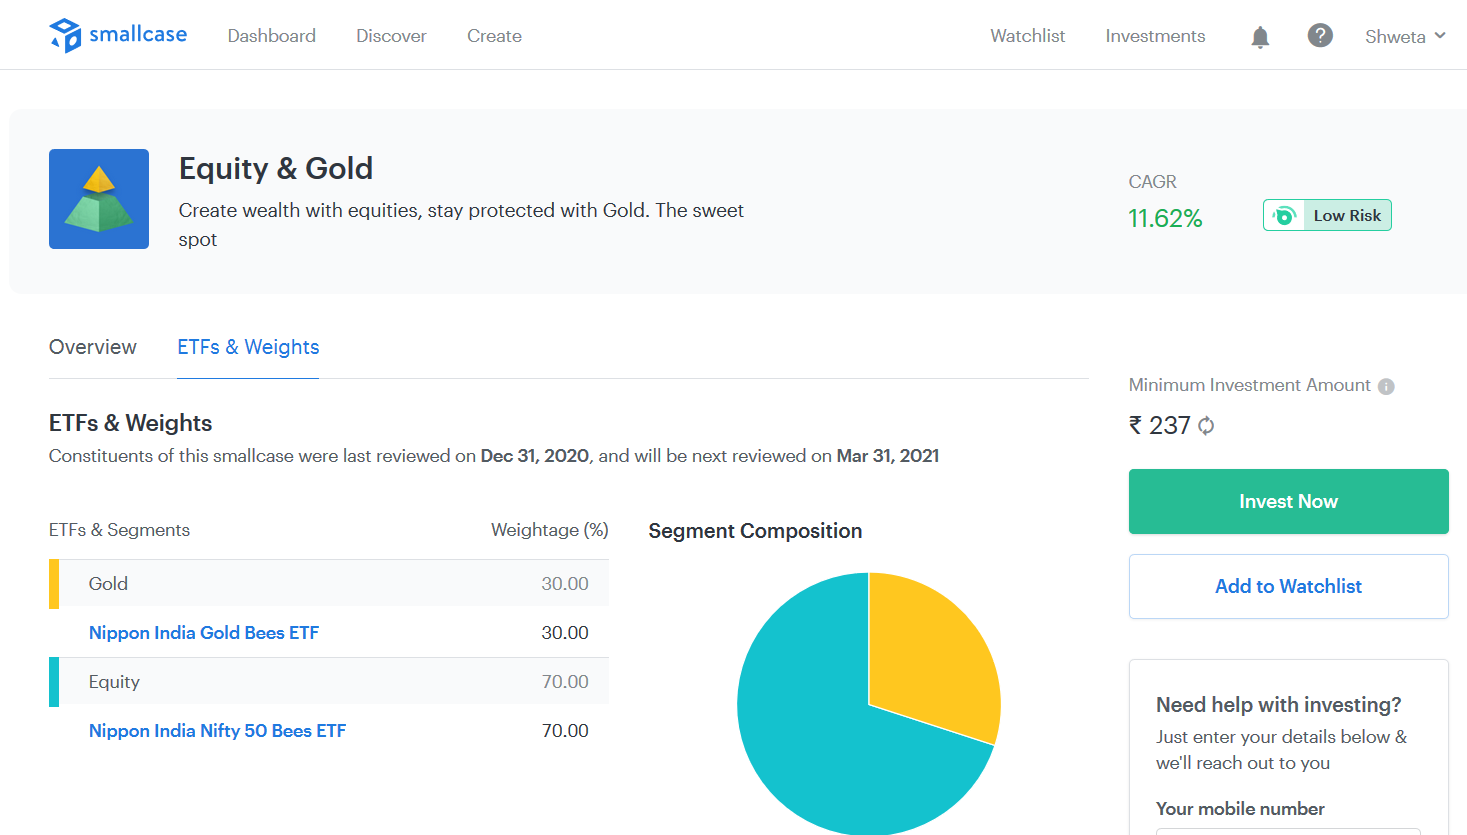 smallcase
Dashboard
Discover
Create
Watchlist
Investments
?
Shweta
Equity & Gold
Create wealth with equities, stay protected with Gold. The sweet
spot
CAGR
11.62%
Low Risk
Overview
ETFs & Weights
ETFs & Weights
Constituents of this smallcase were last reviewed on Dec 31, 2020, and will be next reviewed on Mar 31, 2021
ETFs & Segments
Weightage (%)
Gold
30.00
Nippon India Gold Bees ETF
30.00
Equity
70.00
Nippon India Nifty 50 Bees ETF
70.00
Segment Composition
Minimum Investment Amount i
₹ 237
Invest Now
Add to Watchlist
Need help with investing?
Just enter your details below &
we'll reach out to you
Your mobile number